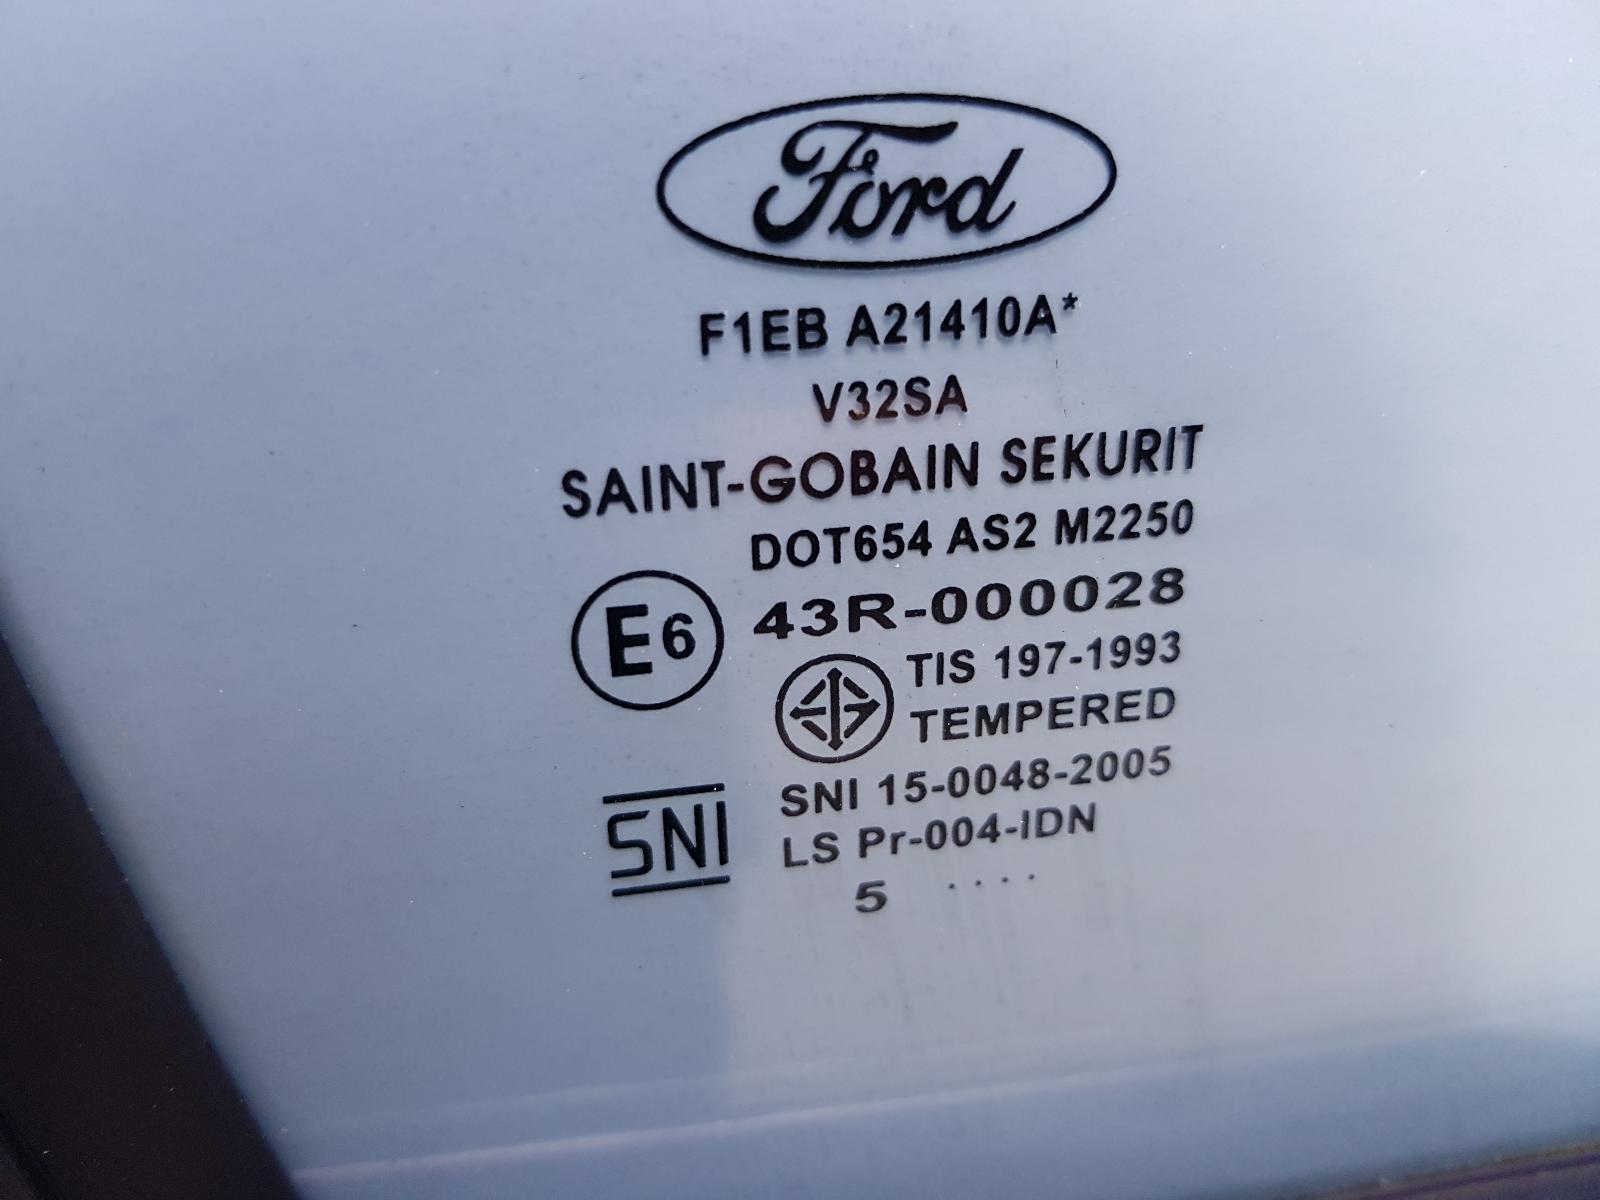 Ford
F1EB A21410A*
V32SA
SAINT-GOBAIN SEKURIT
DOT654 AS2 M2250
E6 43R-000028
TIS 197-1993
TEMPERED
SNI SNI 15-0048-2005
LS Pr-004-IDN
5 ....